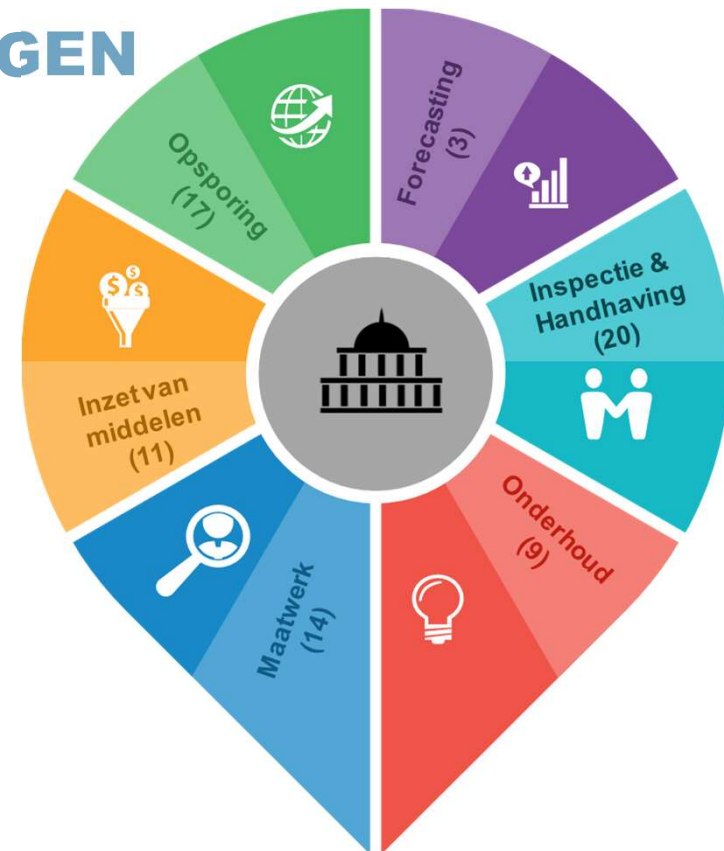 GEN
Opsporing
(17)
Forecasting
(3)
Inspectie &
Handhaving
(20)
Inzet van
middelen
(11)
Onderhoud
(9)
Maatwerk
(14)